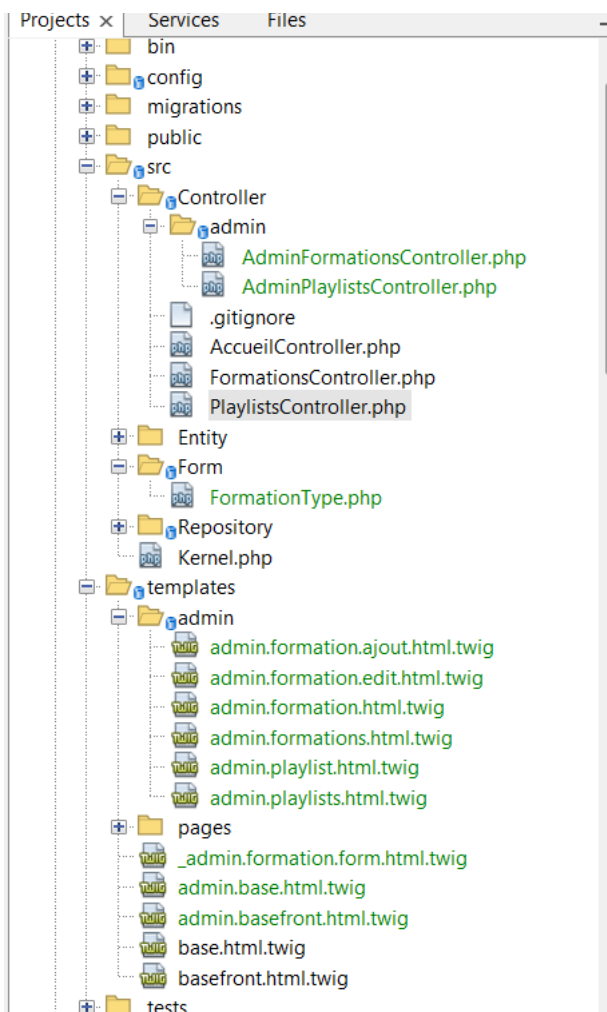 Projects × Services Files
bin
config
migrations
public
src
Controller
admin
AdminFormationsController.php
AdminPlaylistsController.php
.gitignore
AccueilController.php
FormationsController.php
PlaylistsController.php
Entity
Form
FormationType.php
Repository
Kernel.php
templates
admin
admin.formation.ajout.html.twig
admin.formation.edit.html.twig
admin.formation.html.twig
admin.formations.html.twig
admin.playlist.html.twig
admin.playlists.html.twig
pages
_admin.formation.form.html.twig
admin.base.html.twig
admin.basefront.html.twig
base.html.twig
basefront.html.twig
tests